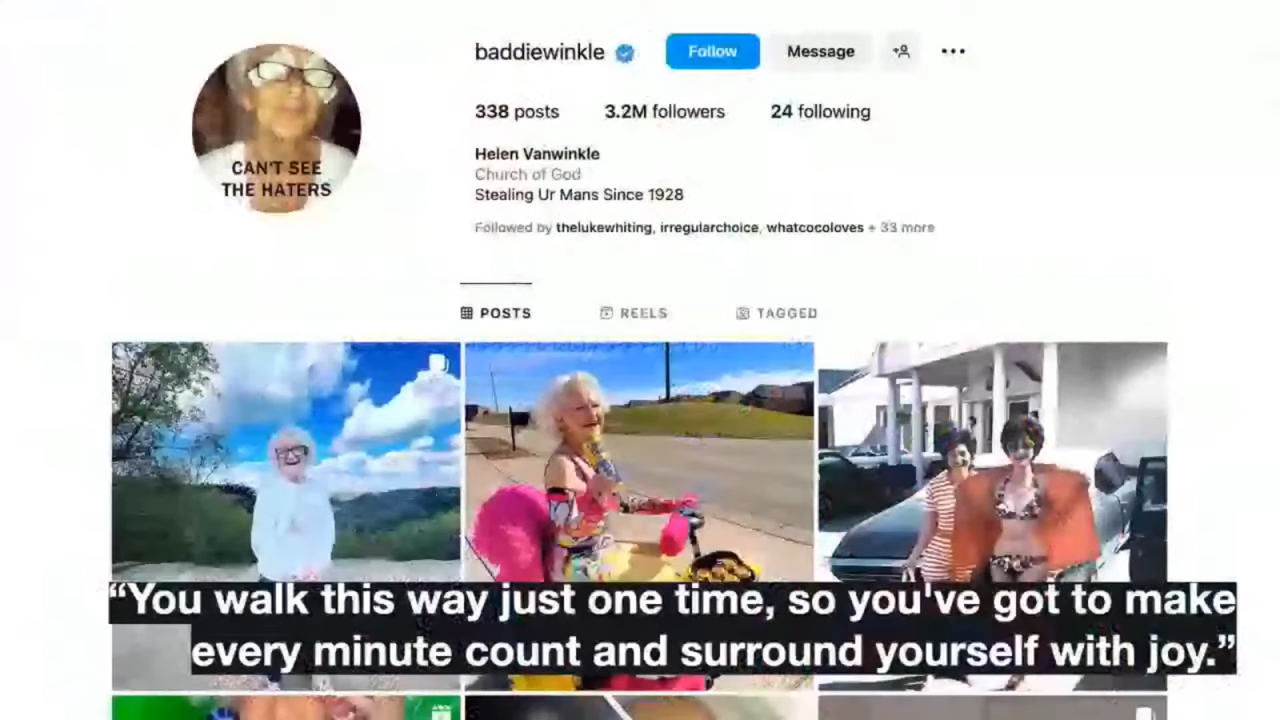 baddiewinkle
Follow
Message
338 posts
3.2M followers
24 following
CAN'T SEE
THE HATERS
Helen Vanwinkle
Church of God
Stealing Ur Mans Since 1928
Followed by thelukewhiting, irregularchoice, whatcocoloves + 33 more
POSTS
REELS
TAGGED
“You walk this way just one time, so you've got to make
every minute count and surround yourself with joy.”